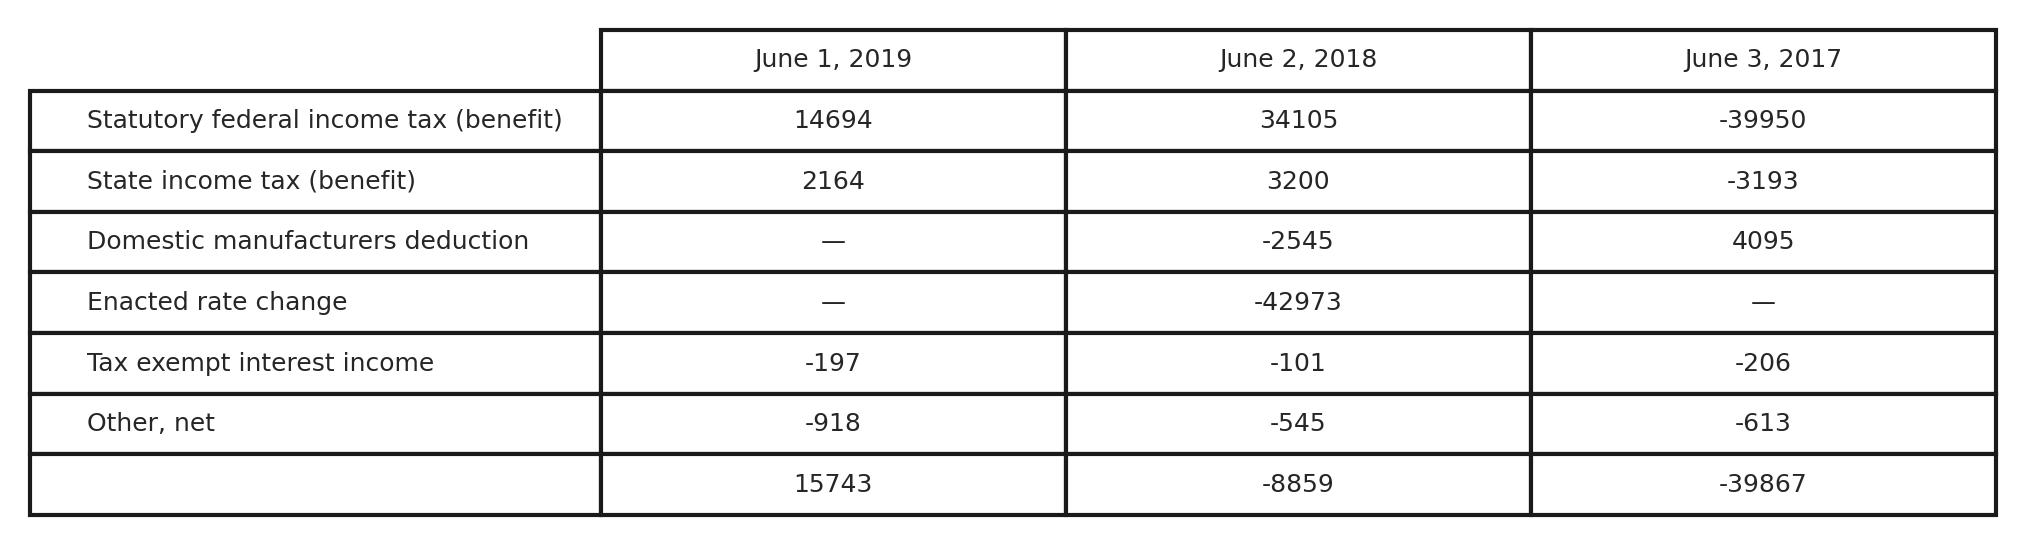 June 1, 2019 June 2, 2018 June 3, 2017
Statutory federal income tax (benefit) 14694 34105 -39950
State income tax (benefit) 2164 3200 -3193
Domestic manufacturers deduction — -2545 4095
Enacted rate change — -42973 —
Tax exempt interest income -197 -101 -206
Other, net -918 -545 -613
15743 -8859 -39867